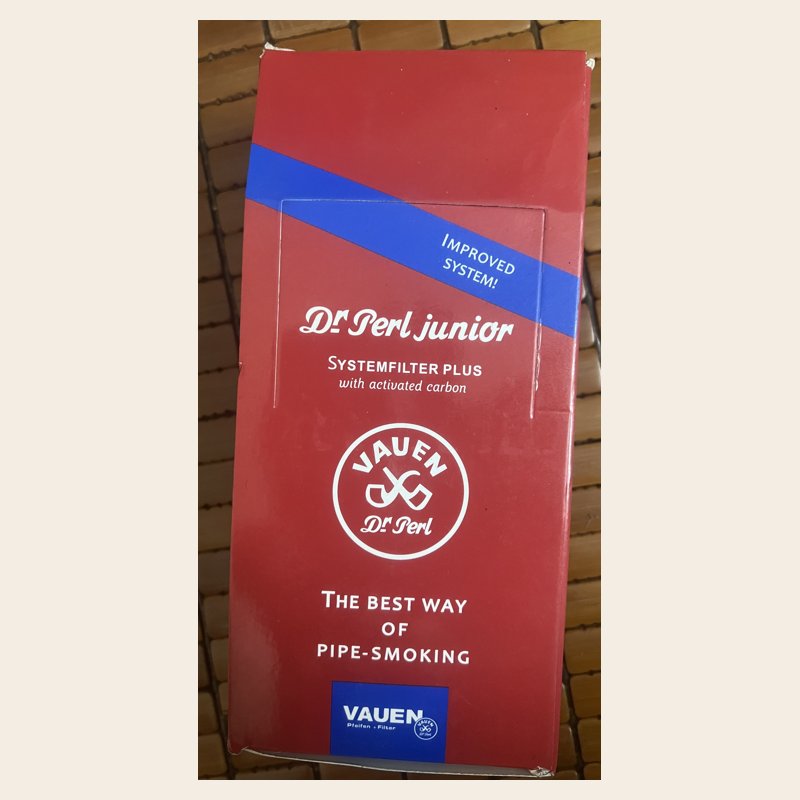 IMPROVED
SYSTEM!
Dr Perl junior
SYSTEMFILTER PLUS
with activated carbon
VAUEN
Dr Perl
THE BEST WAY
OF
PIPE-SMOKING
VAUEN
Pfeifen + Filter
VAUEN